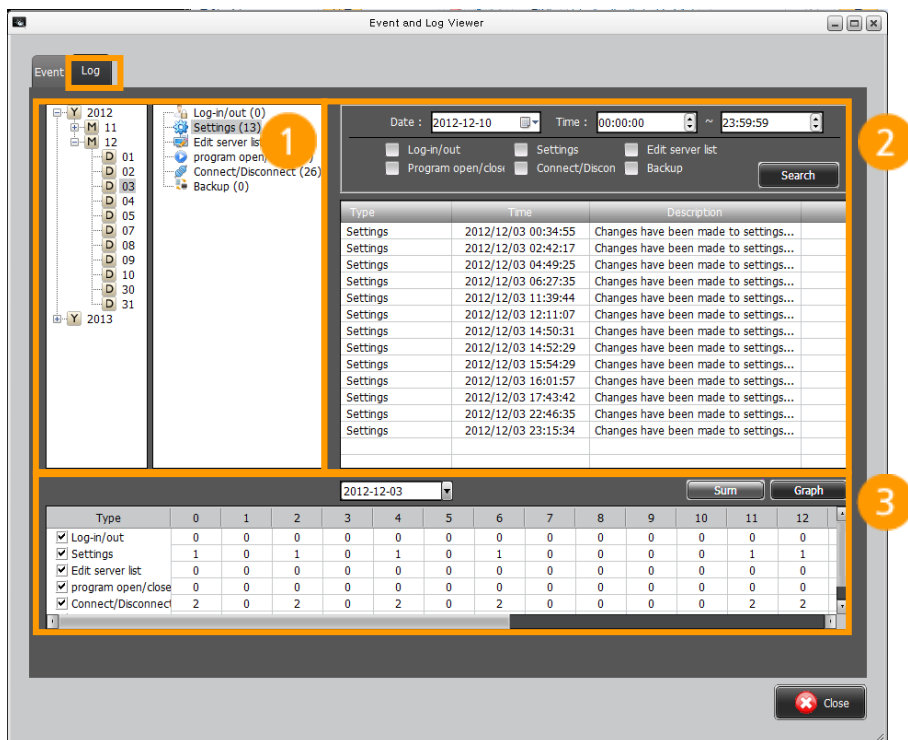 Event and Log Viewer
Event Log
2012
11
12
01
02
03
04
05
07
08
09
10
30
31
2013
Log-in/out (0)
Settings (13)
Edit server list
program open/
Connect/Disconnect (26)
Backup (0)
1
Date : 2012-12-10 Time : 00:00:00 ~ 23:59:59
Log-in/out Settings Edit server list
Program open/close Connect/Discon Backup
Search
2
Type Time Description
Settings 2012/12/03 00:34:55 Changes have been made to settings...
Settings 2012/12/03 02:42:17 Changes have been made to settings...
Settings 2012/12/03 04:49:25 Changes have been made to settings...
Settings 2012/12/03 06:27:35 Changes have been made to settings...
Settings 2012/12/03 11:39:44 Changes have been made to settings...
Settings 2012/12/03 12:11:07 Changes have been made to settings...
Settings 2012/12/03 14:50:31 Changes have been made to settings...
Settings 2012/12/03 14:52:29 Changes have been made to settings...
Settings 2012/12/03 15:54:29 Changes have been made to settings...
Settings 2012/12/03 16:01:57 Changes have been made to settings...
Settings 2012/12/03 17:43:42 Changes have been made to settings...
Settings 2012/12/03 22:46:35 Changes have been made to settings...
Settings 2012/12/03 23:15:34 Changes have been made to settings...
2012-12-03 Sum Graph
3
Type 0 1 2 3 4 5 6 7 8 9 10 11 12
Log-in/out 0 0 0 0 0 0 0 0 0 0 0 0 0
Settings 1 0 1 0 1 0 1 0 0 0 0 1 1
Edit server list 0 0 0 0 0 0 0 0 0 0 0 0 0
program open/close 0 0 0 0 0 0 0 0 0 0 0 0 0
Connect/Disconnect 2 0 2 0 2 0 2 0 0 0 0 2 2
Close